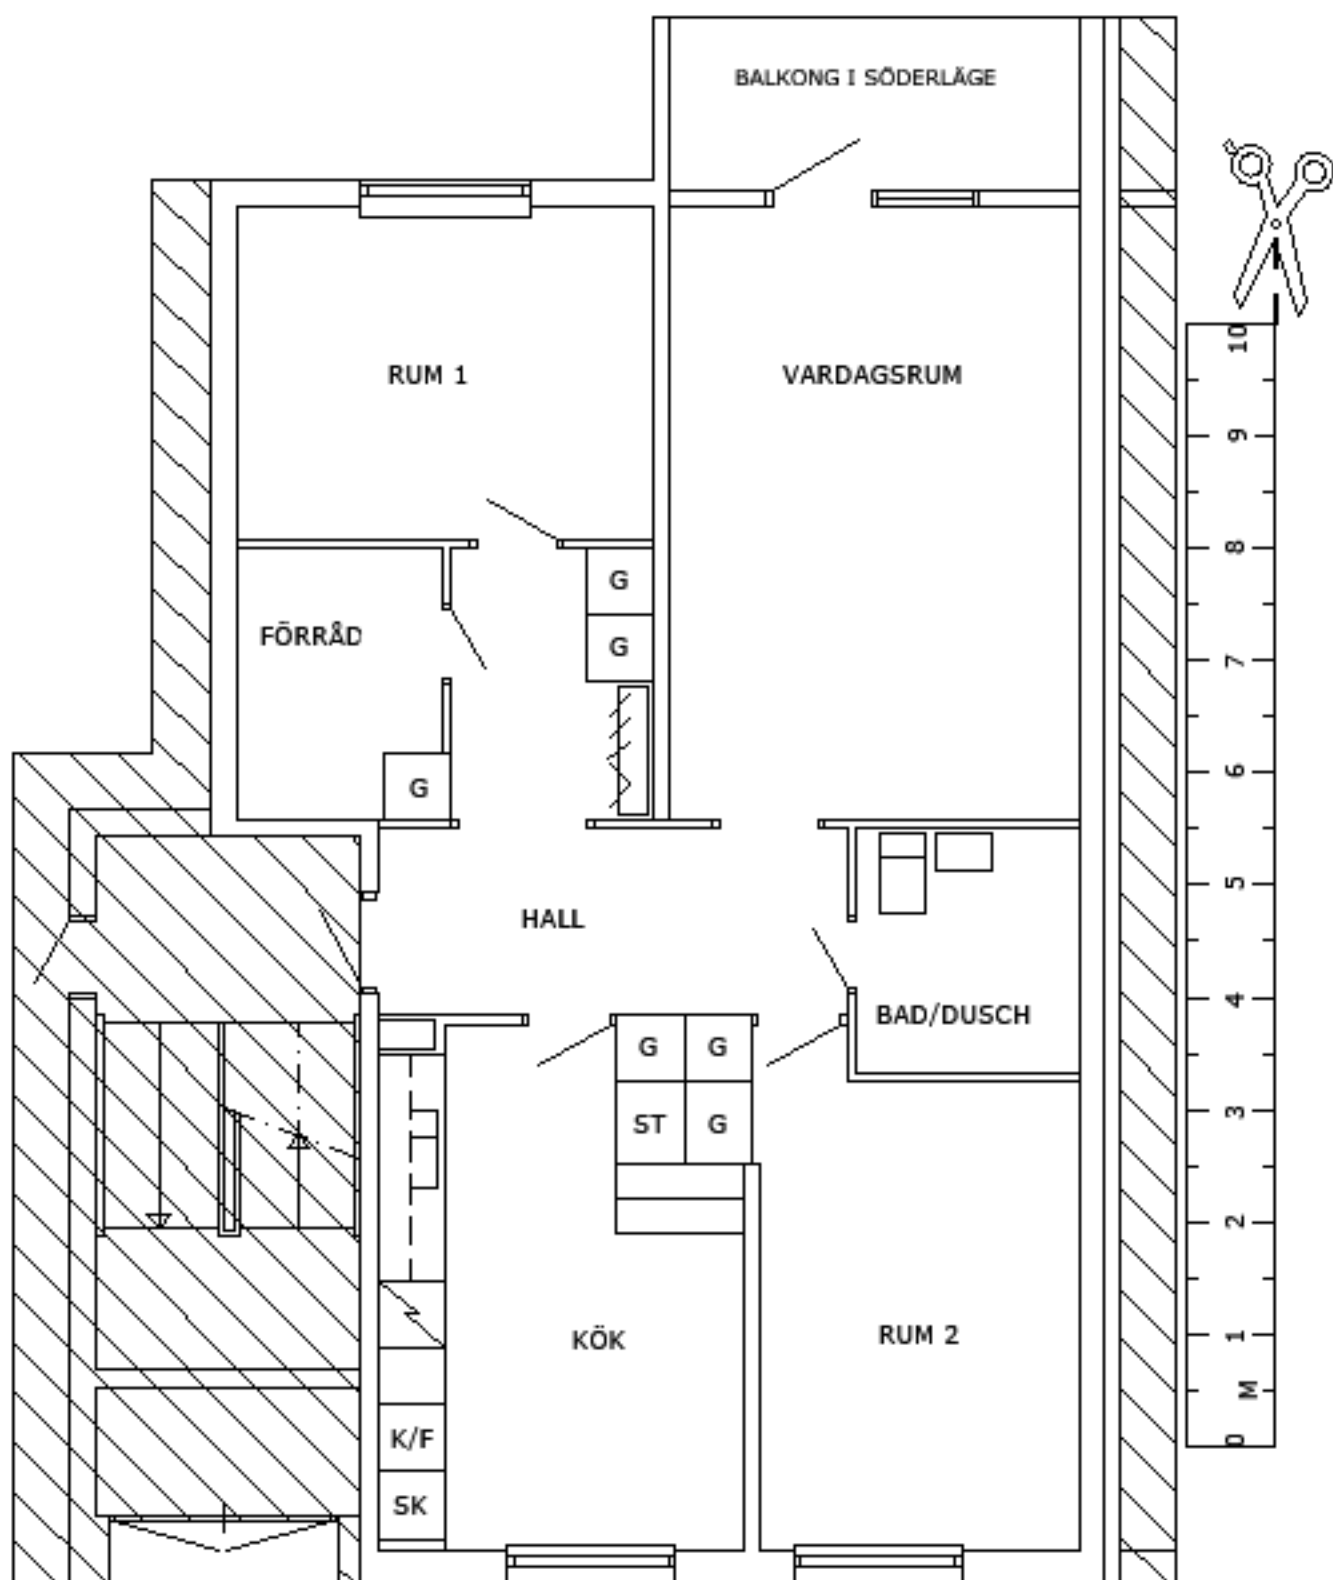 BALKONG I SÖDERLÄGE
RUM 1
VARDAGSRUM
G
G
FÖRRÅD
G
HALL
BAD/DUSCH
G G
ST G
KÖK
RUM 2
K/F
SK
10
9
8
7
6
5
4
3
2
1
M
0